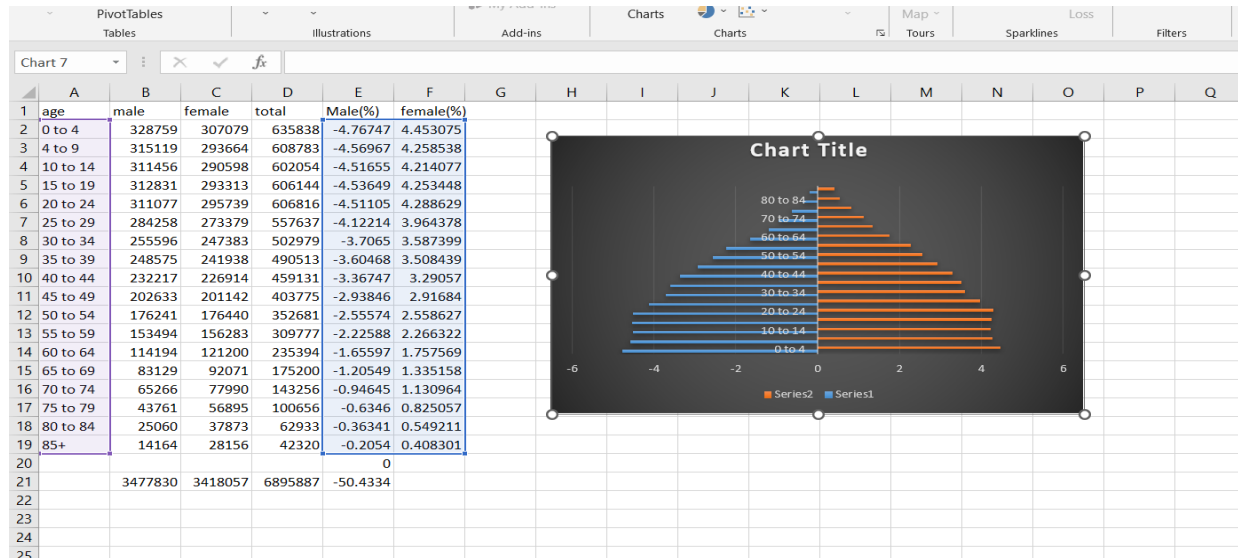 PivotTables Charts Map Loss
Tables Illustrations Add-ins Charts Tours Sparklines Filters
Chart 7 fx
A B C D E F G H I J K L M N O P Q
1 age male female total Male(%) female(%)
2 0 to 4 328759 307079 635838 -4.76747 4.453075
3 4 to 9 315119 293664 608783 -4.56967 4.258538
4 10 to 14 311456 290598 602054 -4.51655 4.214077
5 15 to 19 312831 293313 606144 -4.53649 4.253448
6 20 to 24 311077 295739 606816 -4.51105 4.288629
7 25 to 29 284258 273379 557637 -4.12214 3.964378
8 30 to 34 255596 247383 502979 -3.7065 3.587399
9 35 to 39 248575 241938 490513 -3.60468 3.508439
10 40 to 44 232217 226914 459131 -3.36747 3.29057
11 45 to 49 202633 201142 403775 -2.93846 2.91684
12 50 to 54 176241 176440 352681 -2.55574 2.558627
13 55 to 59 153494 156283 309777 -2.22588 2.266322
14 60 to 64 114194 121200 235394 -1.65597 1.757569
15 65 to 69 83129 92071 175200 -1.20549 1.335158
16 70 to 74 65266 77990 143256 -0.94645 1.130964
17 75 to 79 43761 56895 100656 -0.6346 0.825057
18 80 to 84 25060 37873 62933 -0.36341 0.549211
19 85+ 14164 28156 42320 -0.2054 0.408301
20 0
21 3477830 3418057 6895887 -50.4334
22
23
24
25
Chart Title
80 to 84
70 to 74
60 to 64
50 to 54
40 to 44
30 to 34
20 to 24
10 to 14
0 to 4
-6 -4 -2 0 2 4 6
Series2 Series1